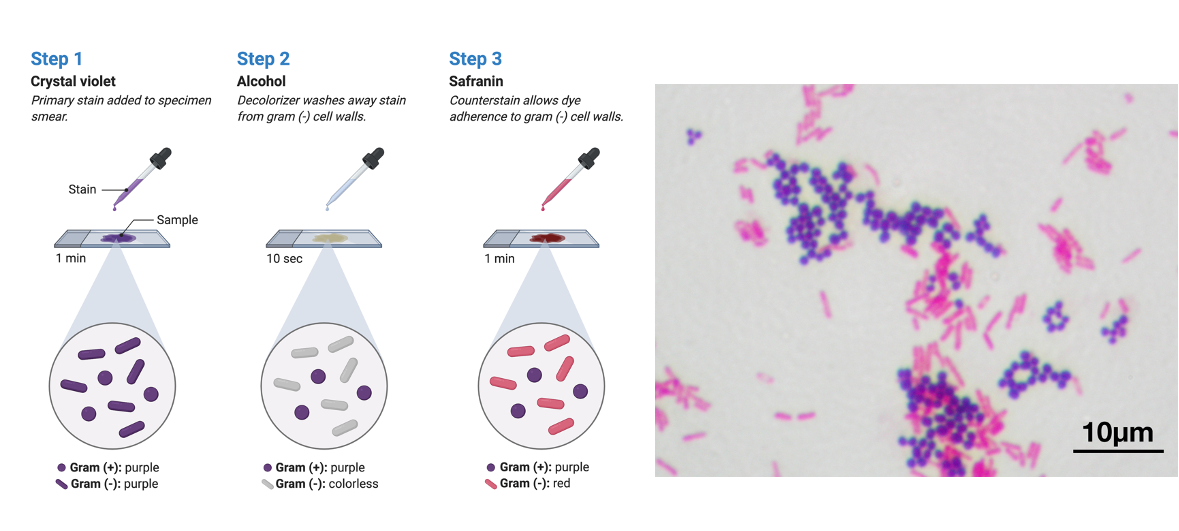 Step 1
Crystal violet
Primary stain added to specimen
smear.
Stain
Sample
1 min
Gram (+): purple
Gram (-): purple
Step 2
Alcohol
Decolorizer washes away stain
from gram (-) cell walls.
10 sec
Gram (+): purple
Gram (-): colorless
Step 3
Safranin
Counterstain allows dye
adherence to gram (-) cell walls.
1 min
Gram (+): purple
Gram (-): red
10µm